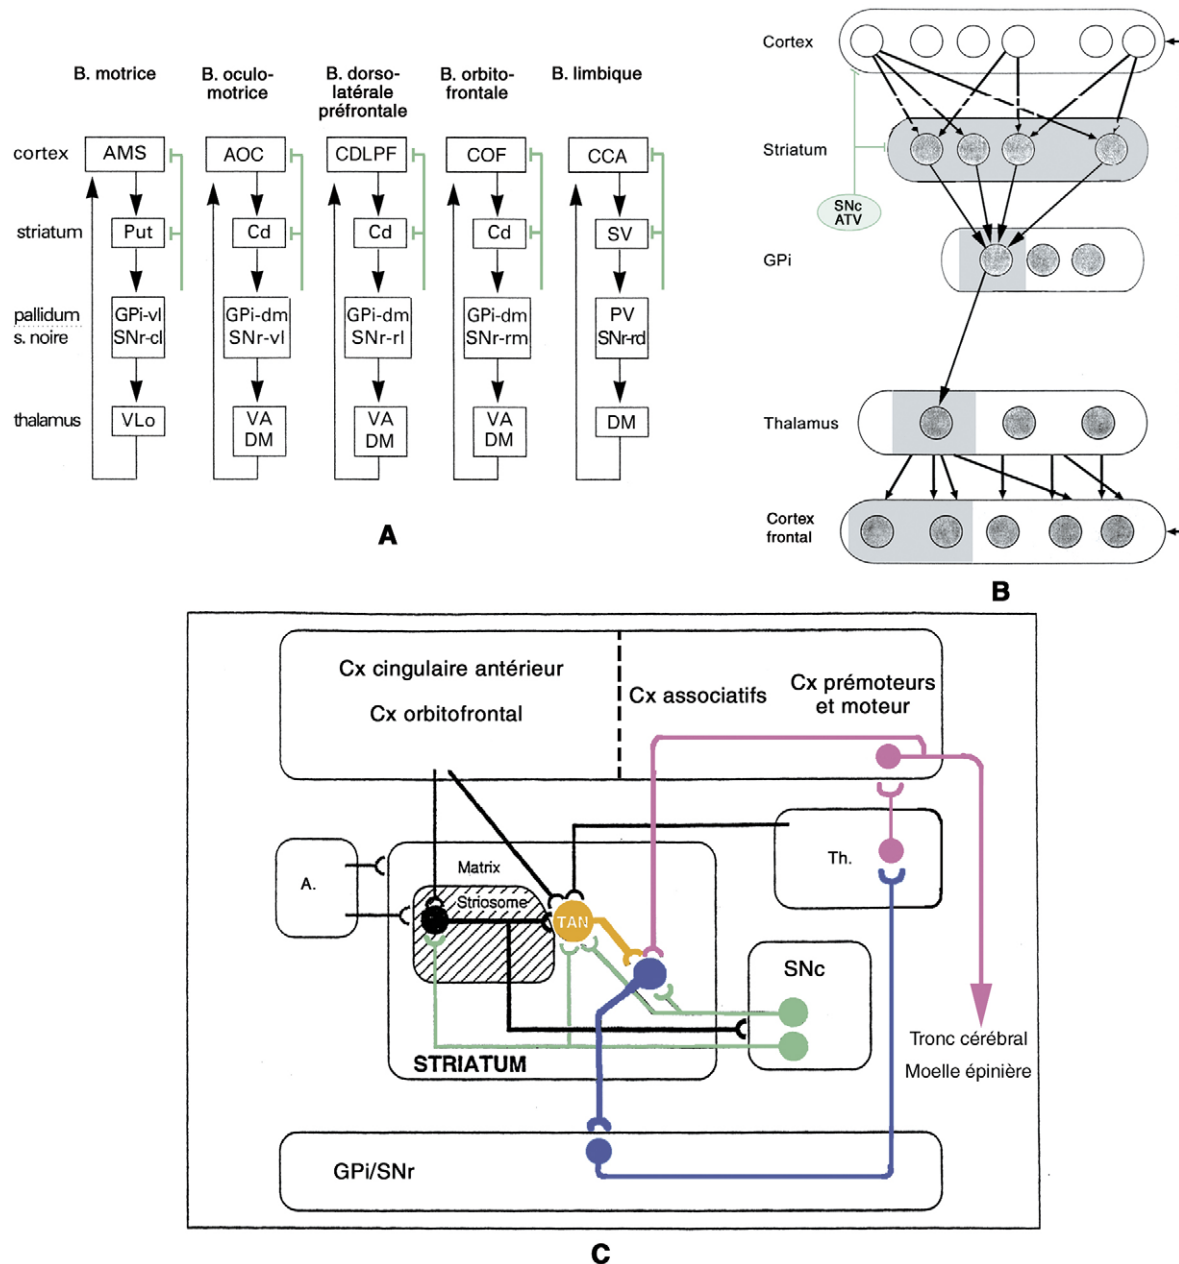 B. motrice
B. oculo-
motrice
B. dorso-
latérale
préfrontale
B. orbito-
frontale
B. limbique
cortex
AMS
AOC
CDLPF
COF
CCA
striatum
Put
Cd
Cd
Cd
SV
pallidum
s. noire
GPi-vl
SNr-cl
GPi-dm
SNr-vl
GPi-dm
SNr-rl
GPi-dm
SNr-rm
PV
SNr-rd
thalamus
VLo
VA
DM
VA
DM
VA
DM
DM
A
Cortex
Striatum
SNc
ATV
GPi
Thalamus
Cortex
frontal
B
Cx cingulaire antérieur
Cx orbitofrontal
Cx associatifs
Cx prémoteurs
et moteur
A.
Matrix
Striosome
TAN
Th.
SNc
STRIATUM
Tronc cérébral
Moelle épinière
GPi/SNr
C